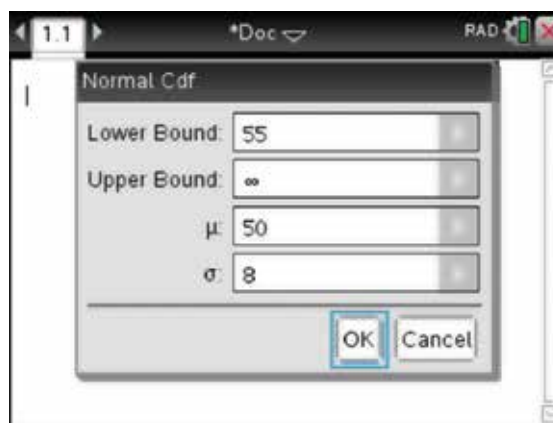 1.1 *Doc RAD
Normal Cdf
Lower Bound: 55
Upper Bound: ∞
μ: 50
σ: 8
OK Cancel